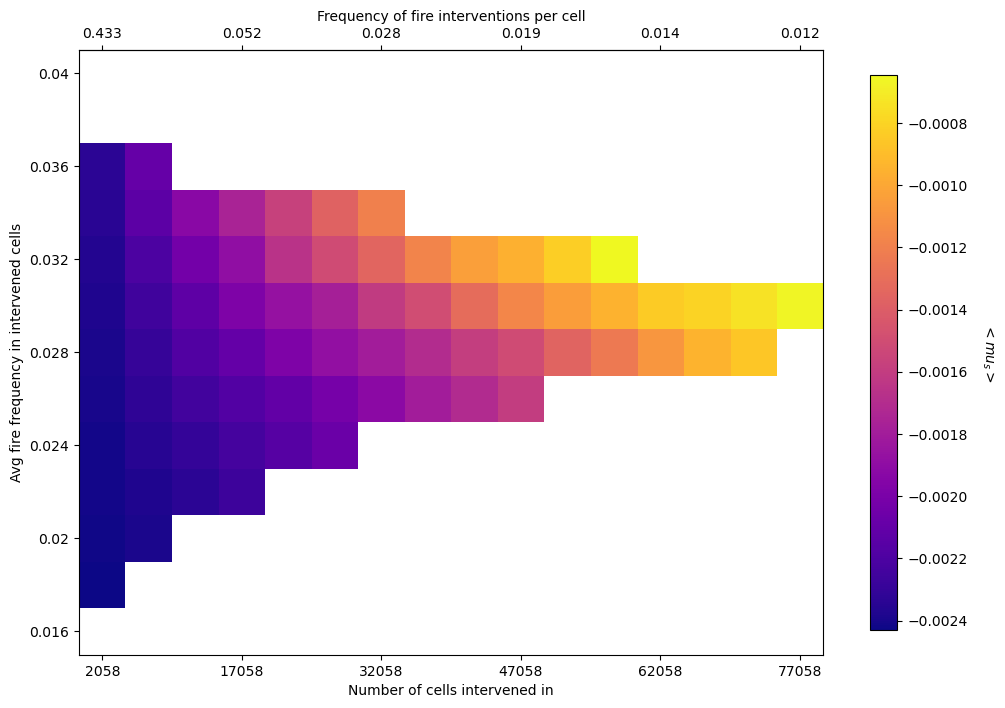 Frequency of fire interventions per cell
0.433 0.052 0.028 0.019 0.014 0.012
0.04
0.036
0.032
0.028
0.024
0.02
0.016
Avg fire frequency in intervened cells
2058 17058 32058 47058 62058 77058
Number of cells intervened in
−0.0008
−0.0010
−0.0012
−0.0014
−0.0016
−0.0018
−0.0020
−0.0022
−0.0024
< mu_s >